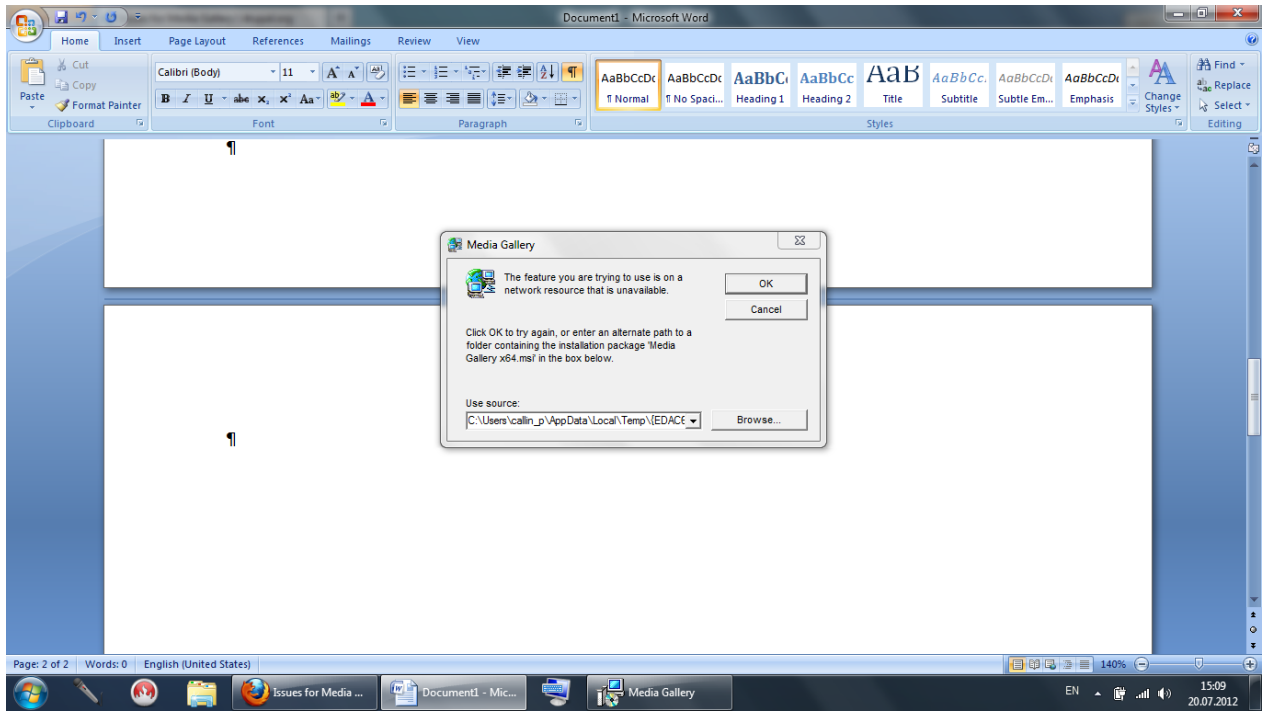 Document1 - Microsoft Word
Home Insert Page Layout References Mailings Review View
Paste
Cut
Copy
Format Painter
Clipboard
Calibri (Body) 11
Font
Paragraph
AaBbCcDc AaBbCcDc AaBbCc AaBbCc AaB AaBbCc. AaBbCcDc AaBbCcDc
¶ Normal ¶ No Spaci... Heading 1 Heading 2 Title Subtitle Subtle Em... Emphasis
Change
Styles
Styles
Find
Replace
Select
Editing
¶
Media Gallery
The feature you are trying to use is on a
network resource that is unavailable.
OK
Cancel
Click OK to try again, or enter an alternate path to a
folder containing the installation package 'Media
Gallery x64.msi' in the box below.
Use source:
C:\Users\callin_p\AppData\Local\Temp\{EDAC6
Browse...
¶
Page: 2 of 2 Words: 0 English (United States) 140%
Issues for Media ... Document1 - Mic... Media Gallery EN 15:09
20.07.2012